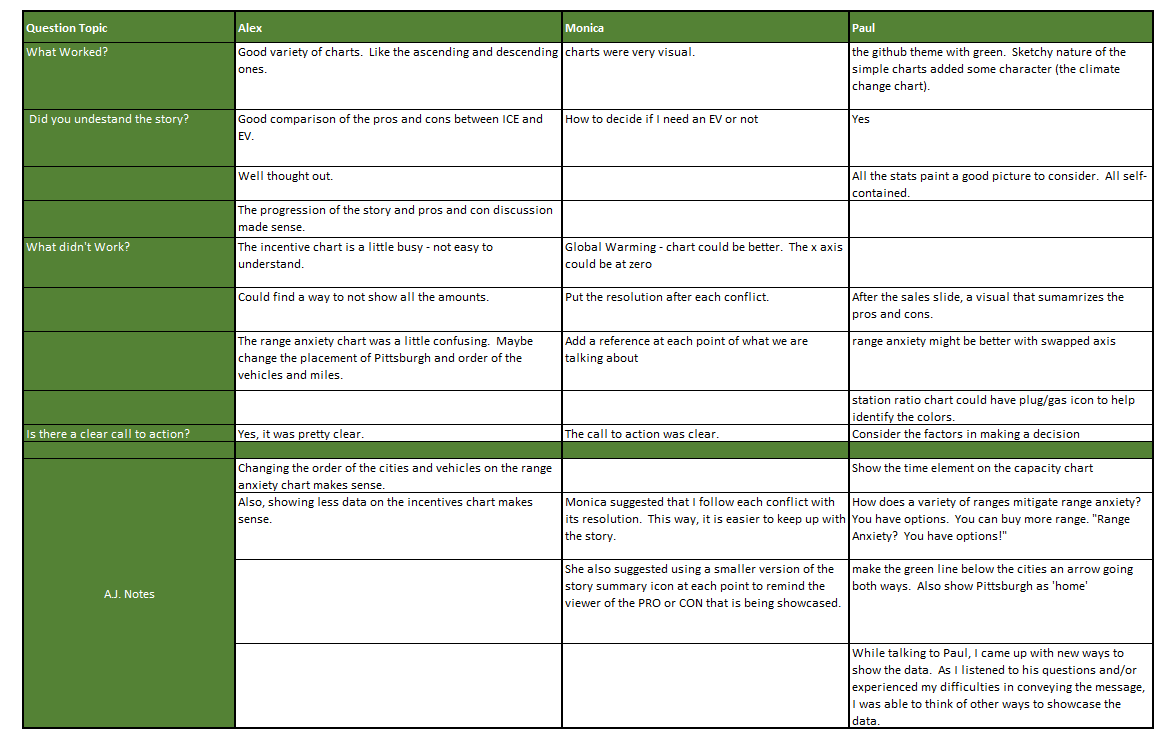 Question Topic Alex Monica Paul
What Worked? Good variety of charts.  Like the ascending and descending charts were very visual. the github theme with green.  Sketchy nature of the
ones. simple charts added some character (the climate
change chart).
Did you undestand the story? Good comparison of the pros and cons between ICE and How to decide if I need an EV or not Yes
EV.
Well thought out. All the stats paint a good picture to consider.  All self-
contained.
The progression of the story and pros and con discussion
made sense.
What didn't Work? The incentive chart is a little busy - not easy to Global Warming - chart could be better.  The x axis
understand. could be at zero
Could find a way to not show all the amounts. Put the resolution after each conflict. After the sales slide, a visual that sumamrizes the
pros and cons.
The range anxiety chart was a little confusing.  Maybe Add a reference at each point of what we are range anxiety might be better with swapped axis
change the placement of Pittsburgh and order of the talking about
vehicles and miles.
station ratio chart could have plug/gas icon to help
identify the colors.
Is there a clear call to action? Yes, it was pretty clear. The call to action was clear. Consider the factors in making a decision
A.J. Notes
Changing the order of the cities and vehicles on the range Show the time element on the capacity chart
anxiety chart makes sense.
Also, showing less data on the incentives chart makes Monica suggested that I follow each conflict with How does a variety of ranges mitigate range anxiety?
sense. its resolution.  This way, it is easier to keep up with You have options.  You can buy more range. "Range
the story. Anxiety?  You have options!"
She also suggested using a smaller version of the make the green line below the cities an arrow going
story summary icon at each point to remind the both ways.  Also show Pittsburgh as 'home'
viewer of the PRO or CON that is being showcased.
While talking to Paul, I came up with new ways to
show the data.  As I listened to his questions and/or
experienced my difficulties in conveying the message,
I was able to think of other ways to showcase the
data.